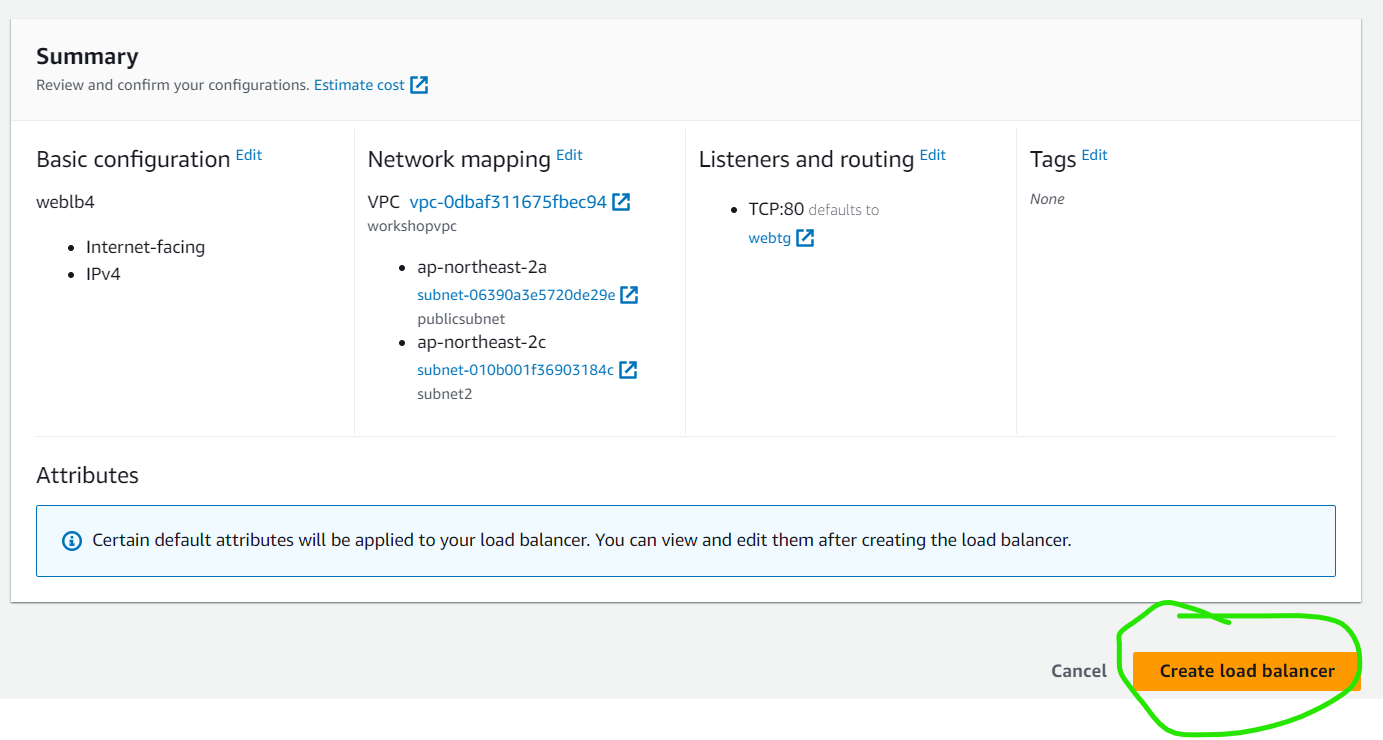 Summary
Review and confirm your configurations. Estimate cost
Basic configuration Edit
weblb4
• Internet-facing
• IPv4
Network mapping Edit
VPC vpc-0dbaf311675fbec94
workshopvpc
• ap-northeast-2a
subnet-06390a3e5720de29e
publicsubnet
• ap-northeast-2c
subnet-010b001f36903184c
subnet2
Listeners and routing Edit
• TCP:80 defaults to
webtg
Tags Edit
None
Attributes
Certain default attributes will be applied to your load balancer. You can view and edit them after creating the load balancer.
Cancel Create load balancer